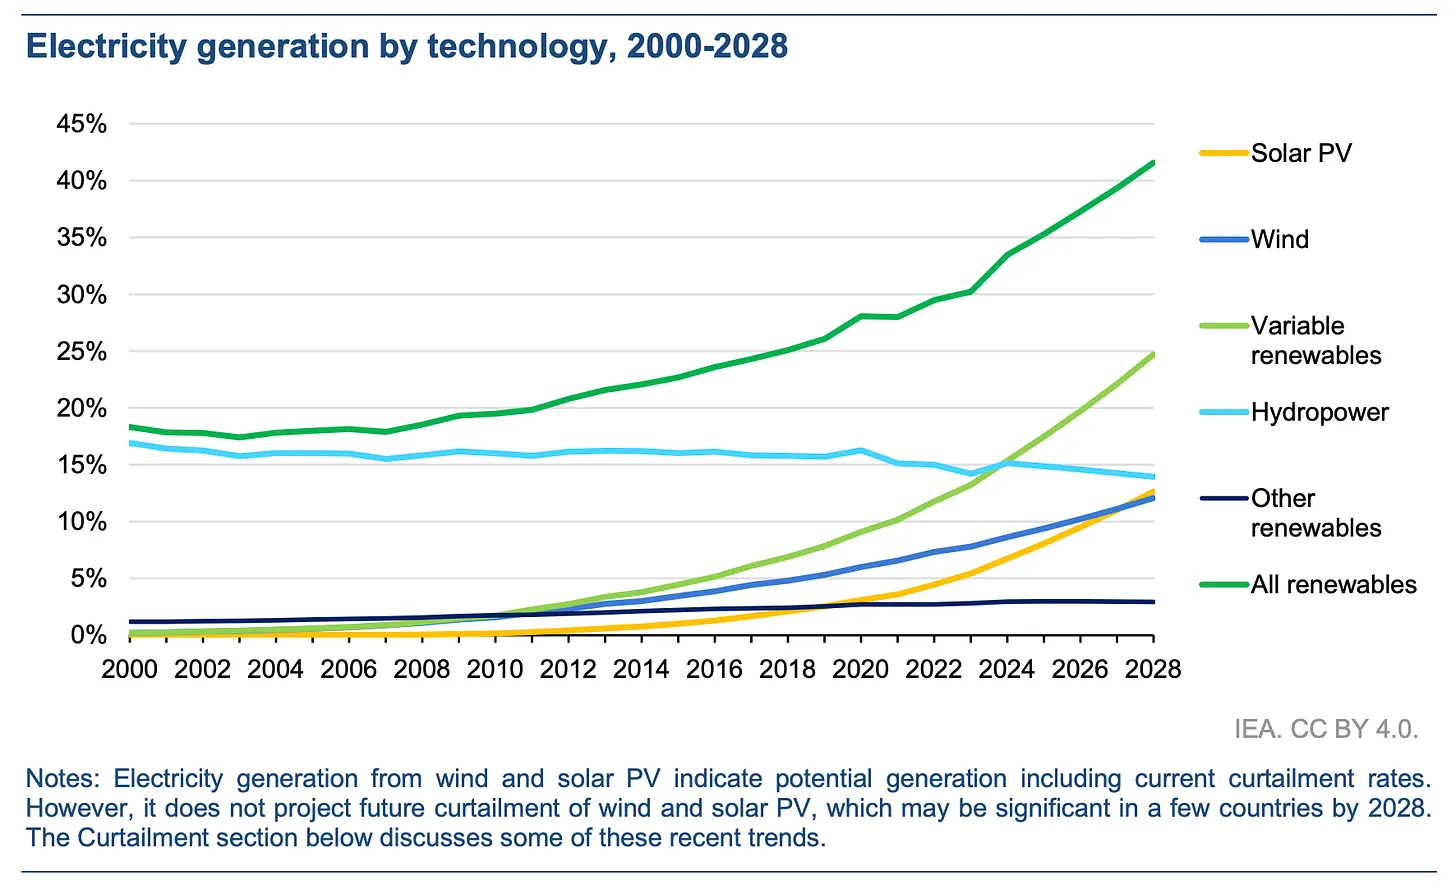 Electricity generation by technology, 2000-2028
45%
40%
35%
30%
25%
20%
15%
10%
5%
0%
2000 2002 2004 2006 2008 2010 2012 2014 2016 2018 2020 2022 2024 2026 2028
Solar PV
Wind
Variable
renewables
Hydropower
Other
renewables
All renewables
IEA. CC BY 4.0.
Notes: Electricity generation from wind and solar PV indicate potential generation including current curtailment rates.
However, it does not project future curtailment of wind and solar PV, which may be significant in a few countries by 2028.
The Curtailment section below discusses some of these recent trends.